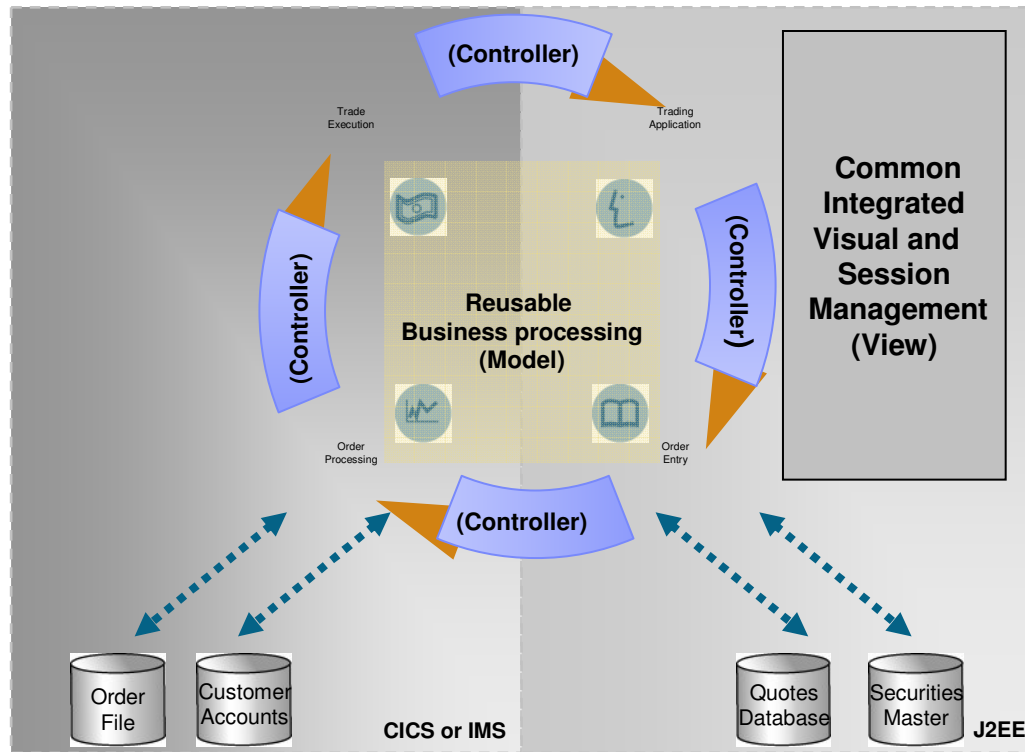 (Controller)
Trade
Execution
Trading
Application
Common
Integrated
Visual and
Session
Management
(View)
(Controller)
(Controller)
Reusable
Business processing
(Model)
Order
Processing
Order
Entry
(Controller)
Order
File
Customer
Accounts
CICS or IMS
Quotes
Database
Securities
Master
J2EE